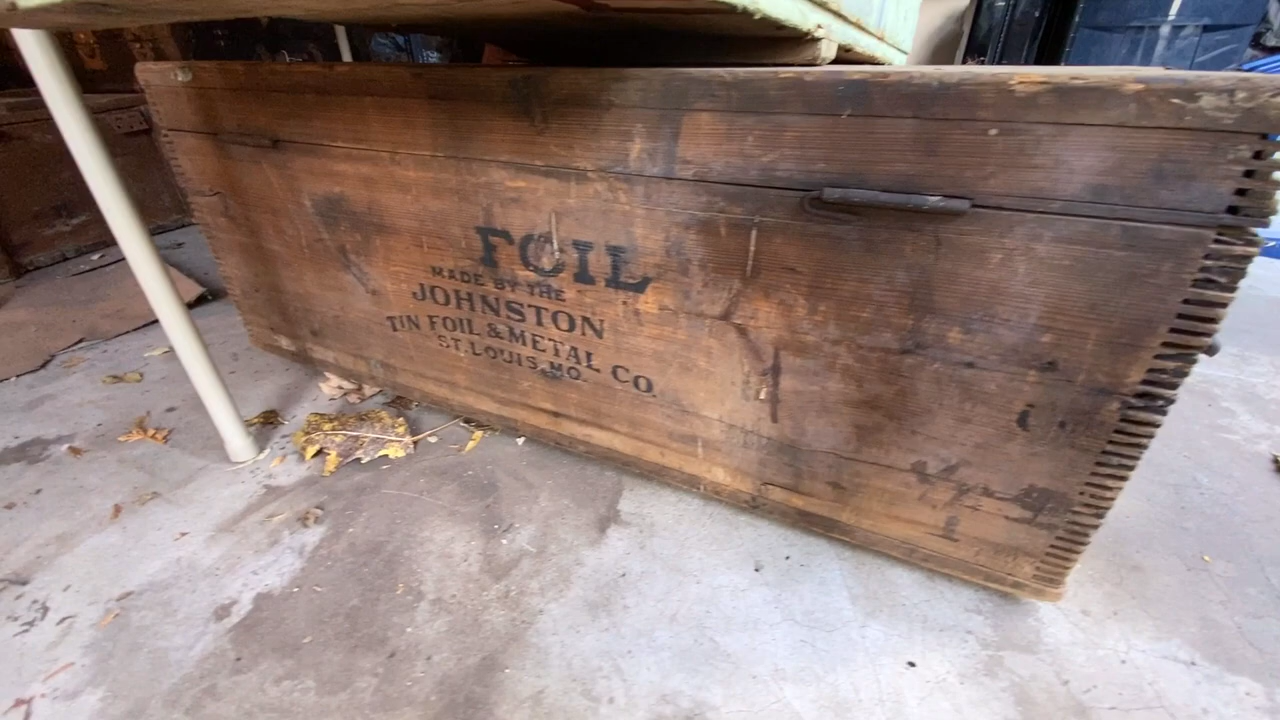 FOIL
MADE BY THE
JOHNSTON
TIN FOIL & METAL CO.
ST. LOUIS, MO.